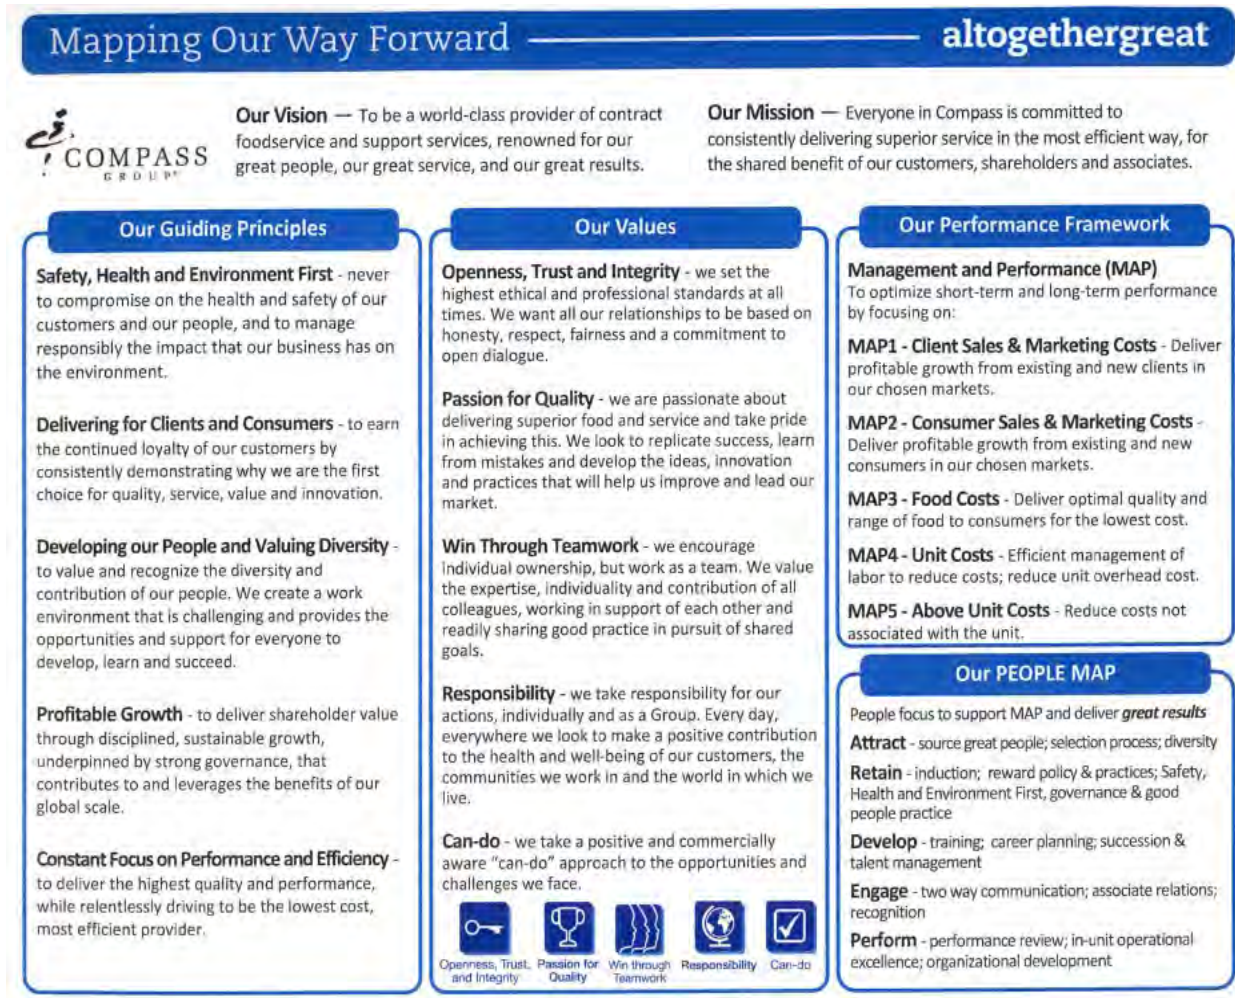 Mapping Our Way Forward
altogethergreat
COMPASS
GROUP
Our Vision — To be a world-class provider of contract
foodservice and support services, renowned for our
great people, our great service, and our great results.
Our Mission — Everyone in Compass is committed to
consistently delivering superior service in the most efficient way, for
the shared benefit of our customers, shareholders and associates.
Our Guiding Principles
Safety, Health and Environment First - never
to compromise on the health and safety of our
customers and our people, and to manage
responsibly the impact that our business has on
the environment.
Delivering for Clients and Consumers - to earn
the continued loyalty of our customers by
consistently demonstrating why we are the first
choice for quality, service, value and innovation.
Developing our People and Valuing Diversity -
to value and recognize the diversity and
contribution of our people. We create a work
environment that is challenging and provides the
opportunities and support for everyone to
develop, learn and succeed.
Profitable Growth - to deliver shareholder value
through disciplined, sustainable growth,
underpinned by strong governance, that
contributes to and leverages the benefits of our
global scale.
Constant Focus on Performance and Efficiency -
to deliver the highest quality and performance,
while relentlessly driving to be the lowest cost,
most efficient provider.
Our Values
Openness, Trust and Integrity - we set the
highest ethical and professional standards at all
times. We want all our relationships to be based on
honesty, respect, fairness and a commitment to
open dialogue.
Passion for Quality - we are passionate about
delivering superior food and service and take pride
in achieving this. We look to replicate success, learn
from mistakes and develop the ideas, innovation
and practices that will help us improve and lead our
market.
Win Through Teamwork - we encourage
individual ownership, but work as a team. We value
the expertise, individuality and contribution of all
colleagues, working in support of each other and
readily sharing good practice in pursuit of shared
goals.
Responsibility - we take responsibility for our
actions, individually and as a Group. Every day,
everywhere we look to make a positive contribution
to the health and well-being of our customers, the
communities we work in and the world in which we
live.
Can-do - we take a positive and commercially
aware "can-do" approach to the opportunities and
challenges we face.
Openness, Trust,
and Integrity
Passion for
Quality
Win through
Teamwork
Responsibility
Can-do
Our Performance Framework
Management and Performance (MAP)
To optimize short-term and long-term performance
by focusing on:
MAP1 - Client Sales & Marketing Costs - Deliver
profitable growth from existing and new clients in
our chosen markets.
MAP2 - Consumer Sales & Marketing Costs -
Deliver profitable growth from existing and new
consumers in our chosen markets.
MAP3 - Food Costs - Deliver optimal quality and
range of food to consumers for the lowest cost.
MAP4 - Unit Costs - Efficient management of
labor to reduce costs; reduce unit overhead cost.
MAP5 - Above Unit Costs - Reduce costs not
associated with the unit.
Our PEOPLE MAP
People focus to support MAP and deliver great results
Attract - source great people; selection process; diversity
Retain - induction; reward policy & practices; Safety,
Health and Environment First, governance & good
people practice
Develop - training; career planning; succession &
talent management
Engage - two way communication; associate relations;
recognition
Perform - performance review; in-unit operational
excellence; organizational development